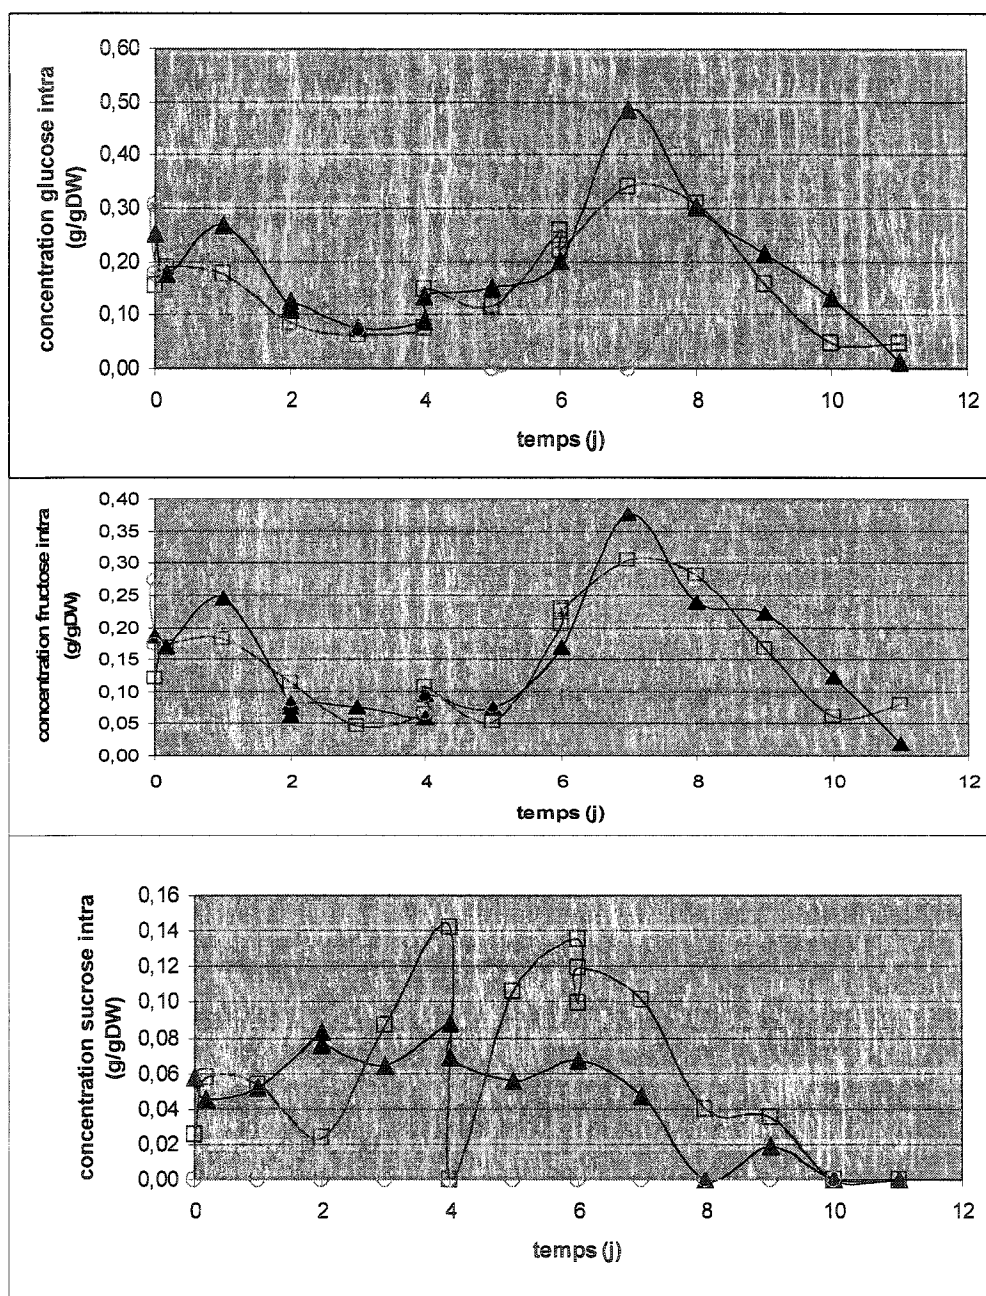 concentration glucose intra
(g/gDW)
0,60
0,50
0,40
0,30
0,20
0,10
0,00
0 2 4 6 8 10 12
temps (j)
concentration fructose intra
(g/gDW)
0,40
0,35
0,30
0,25
0,20
0,15
0,10
0,05
0,00
0 2 4 6 8 10 12
temps (j)
concentration sucrose intra
(g/gDW)
0,16
0,14
0,12
0,10
0,08
0,06
0,04
0,02
0,00
0 2 4 6 8 10 12
temps (j)